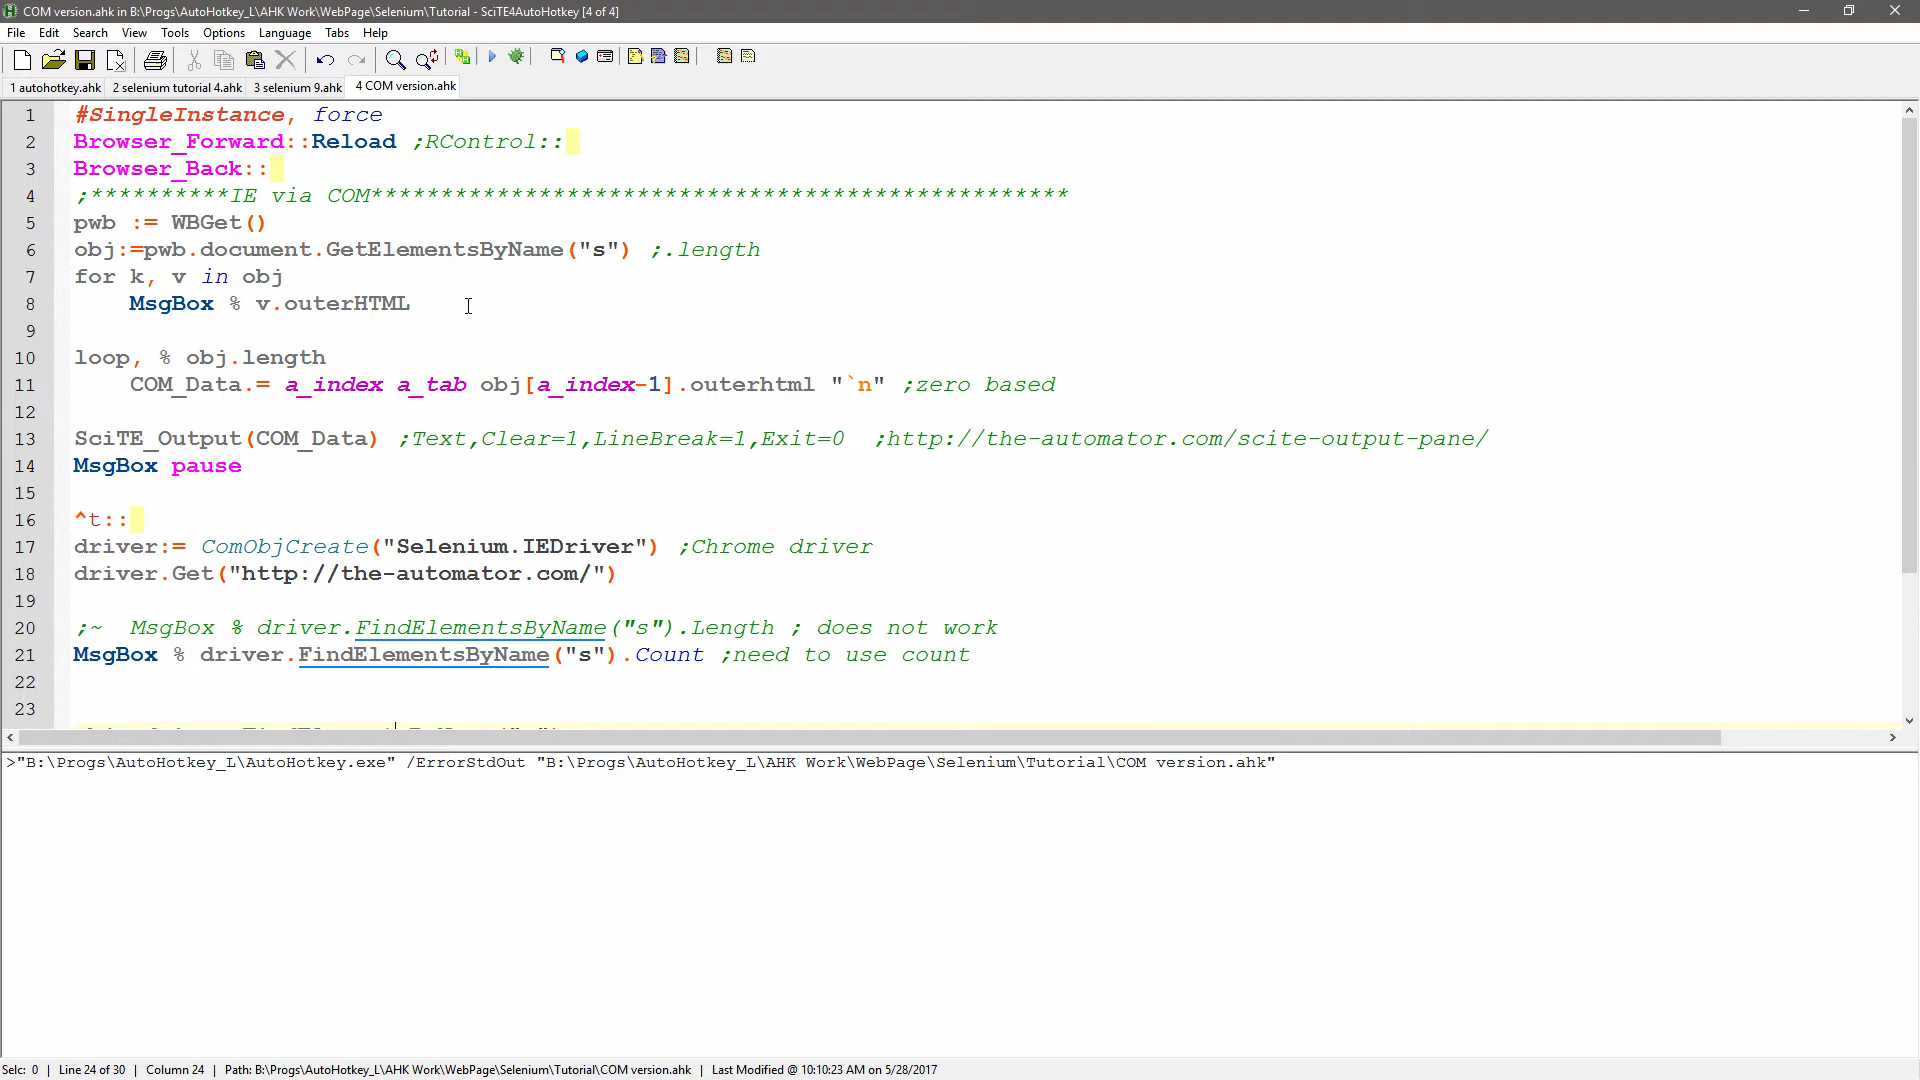 COM version.ahk in B:\Progs\AutoHotkey_L\AHK Work\WebPage\Selenium\Tutorial - SciTE4AutoHotkey [4 of 4]
File Edit Search View Tools Options Language Tabs Help
1 autohotkey.ahk 2 selenium tutorial 4.ahk 3 selenium 9.ahk 4 COM version.ahk
1 #SingleInstance, force
2 Browser_Forward::Reload ;RControl::
3 Browser_Back::
4 ;**********IE via COM**************************************************
5 pwb := WBGet()
6 obj:=pwb.document.GetElementsByName("s") ;.length
7 for k, v in obj
8 MsgBox % v.outerHTML
9
10 loop, % obj.length
11 COM_Data.= a_index a_tab obj[a_index-1].outerhtml "`n" ;zero based
12
13 SciTE_Output(COM_Data) ;Text,Clear=1,LineBreak=1,Exit=0 ;http://the-automator.com/scite-output-pane/
14 MsgBox pause
15
16 ^t::
17 driver:= ComObjCreate("Selenium.IEDriver") ;Chrome driver
18 driver.Get("http://the-automator.com/")
19
20 ;~ MsgBox % driver.FindElementsByName("s").Length ; does not work
21 MsgBox % driver.FindElementsByName("s").Count ;need to use count
22
23
>"B:\Progs\AutoHotkey_L\AutoHotkey.exe" /ErrorStdOut "B:\Progs\AutoHotkey_L\AHK Work\WebPage\Selenium\Tutorial\COM version.ahk"
Selc: 0 | Line 24 of 30 | Column 24 | Path: B:\Progs\AutoHotkey_L\AHK Work\WebPage\Selenium\Tutorial\COM version.ahk | Last Modified @ 10:10:23 AM on 5/28/2017